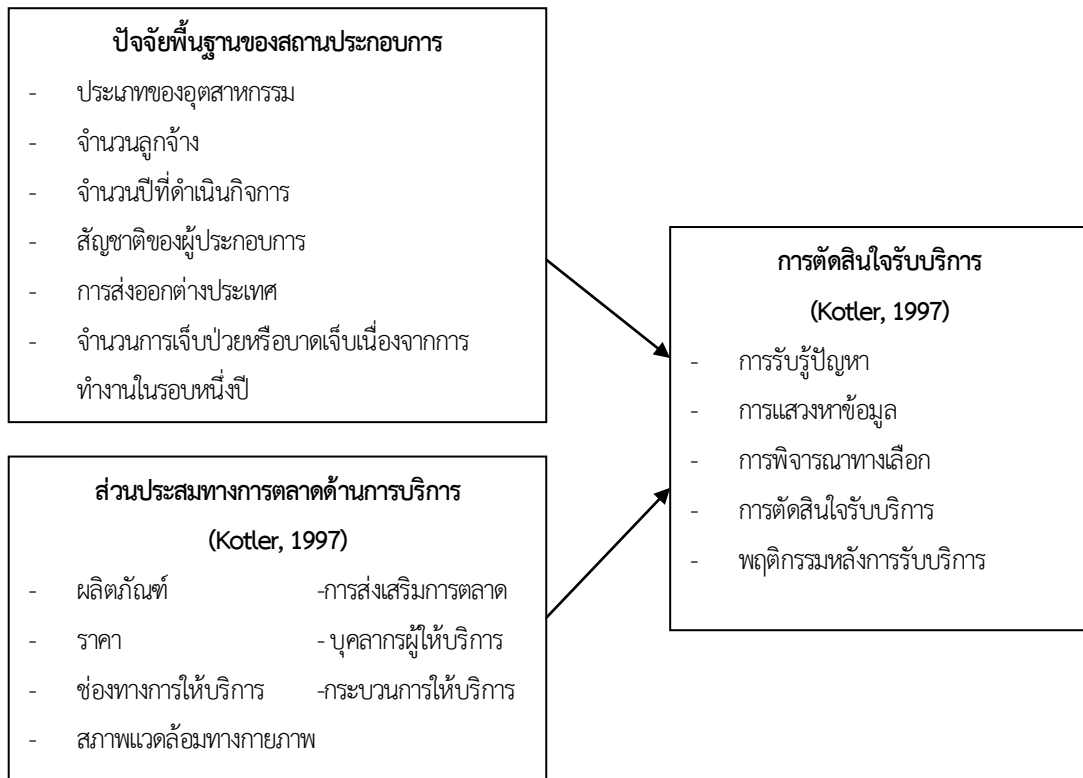 ปัจจัยพื้นฐานของสถานประกอบการ
- ประเภทของอุตสาหกรรม
- จำนวนลูกจ้าง
- จำนวนปีที่ดำเนินกิจการ
- สัญชาติของผู้ประกอบการ
- การส่งออกต่างประเทศ
- จำนวนการเจ็บป่วยหรือบาดเจ็บเนื่องจากการ
ทำงานในรอบหนึ่งปี
ส่วนประสมทางการตลาดด้านการบริการ
(Kotler, 1997)
- ผลิตภัณฑ์ -การส่งเสริมการตลาด
- ราคา - บุคลากรผู้ให้บริการ
- ช่องทางการให้บริการ -กระบวนการให้บริการ
- สภาพแวดล้อมทางกายภาพ
การตัดสินใจรับบริการ
(Kotler, 1997)
- การรับรู้ปัญหา
- การแสวงหาข้อมูล
- การพิจารณาทางเลือก
- การตัดสินใจรับบริการ
- พฤติกรรมหลังการรับบริการ